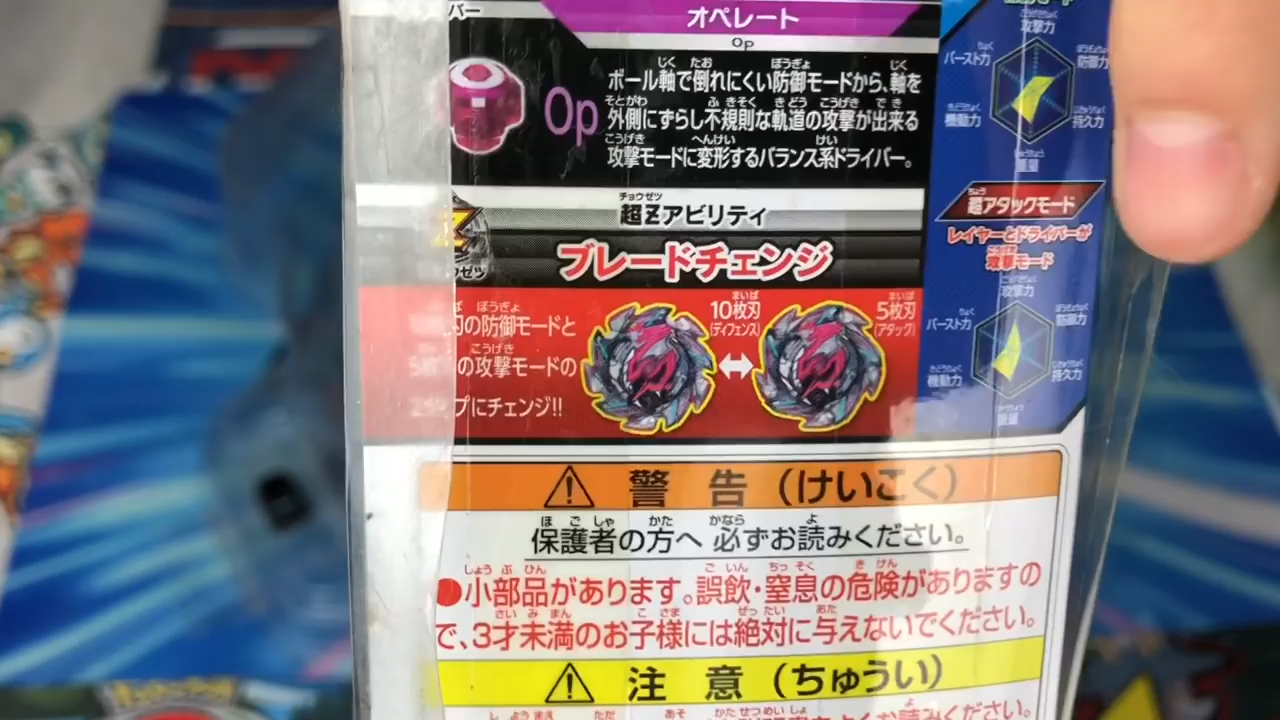 バー
オペレート
Op
Op
ボール軸で倒れにくい防御モードから、軸を
外側にずらし不規則な軌道の攻撃が出来る
攻撃モードに変形するバランス系ドライバー。
チョウゼツ
超Zアビリティ
ブレードチェンジ
刃の防御モードと
の攻撃モードの
プにチェンジ!!
10枚刃
(ディフェンス)
5枚刃
(アタック)
攻撃力
バースト力
防御力
機動力
持久力
重量
超アタックモード
レイヤーとドライバーが
攻撃モード
攻撃力
バースト力
防御力
機動力
持久力
重量
警告(けいこく)
保護者の方へ 必ずお読みください。
●小部品があります。誤飲・窒息の危険がありますの
で、3才未満のお子様には絶対に与えないでください。
注意(ちゅうい)